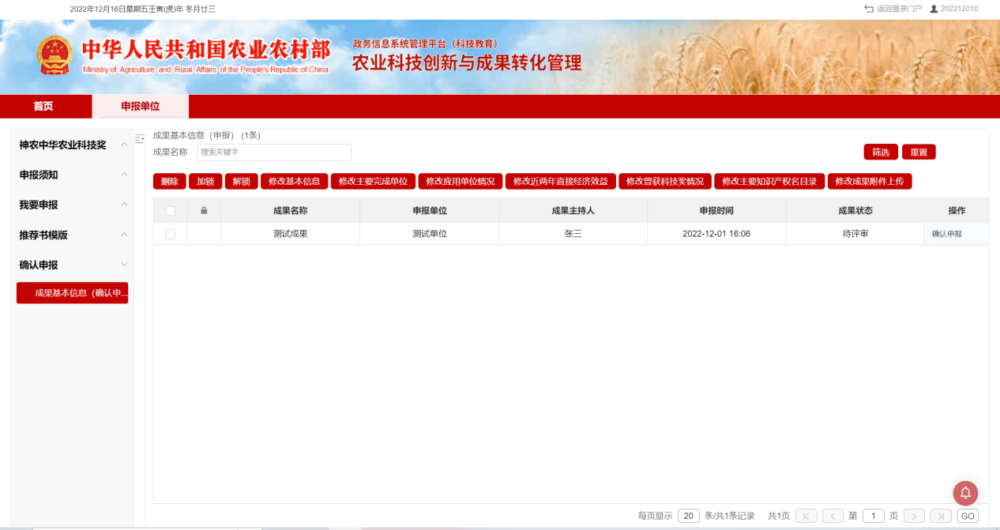 2022年12月16日星期五壬寅(虎)年 冬月廿三 返回登录门户 202212010
中华人民共和国农业农村部
Ministry of Agriculture and Rural Affairs of the People's Republic of China
政务信息系统管理平台（科技教育）
农业科技创新与成果转化管理
首页 申报单位
神农中华农业科技奖
申报须知
我要申报
推荐书模版
确认申报
成果基本信息（确认申...
成果基本信息（申报）(1条)
成果名称 搜索关键字 筛选 重置
删除 加锁 解锁 修改基本信息 修改主要完成单位 修改应用单位情况 修改近两年直接经济效益 修改曾获科技奖情况 修改主要知识产权名目录 修改成果附件上传
成果名称 申报单位 成果主持人 申报时间 成果状态 操作
测试成果 测试单位 张三 2022-12-01 16:06 待评审 确认申报
每页显示 20 条/共1条记录 共1页 第 1 页 GO